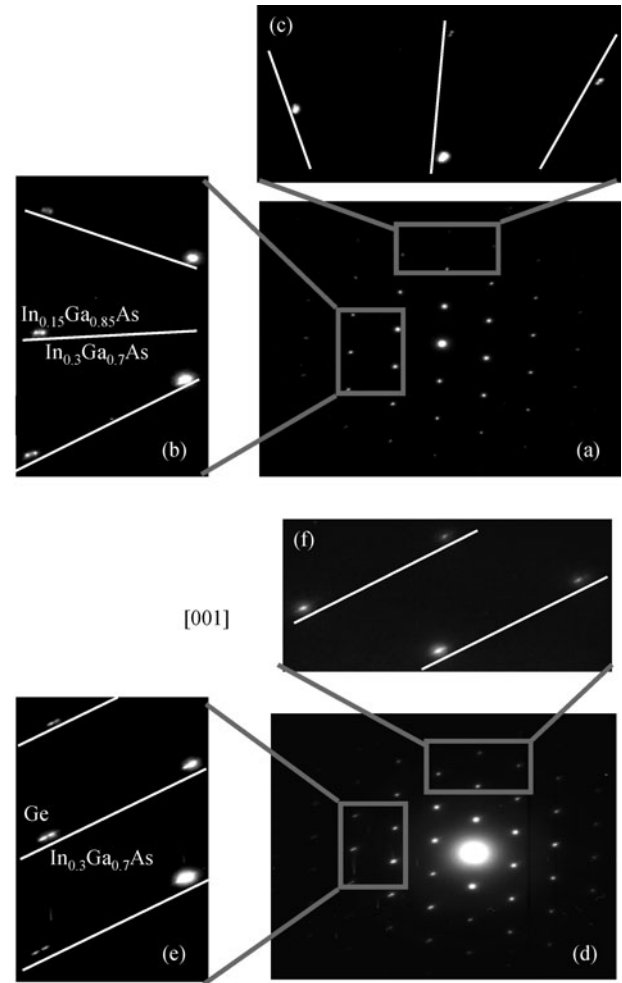 (c)
In0.15Ga0.85As
In0.3Ga0.7As
(b)
(a)
(f)
[001]
Ge
In0.3Ga0.7As
(e)
(d)